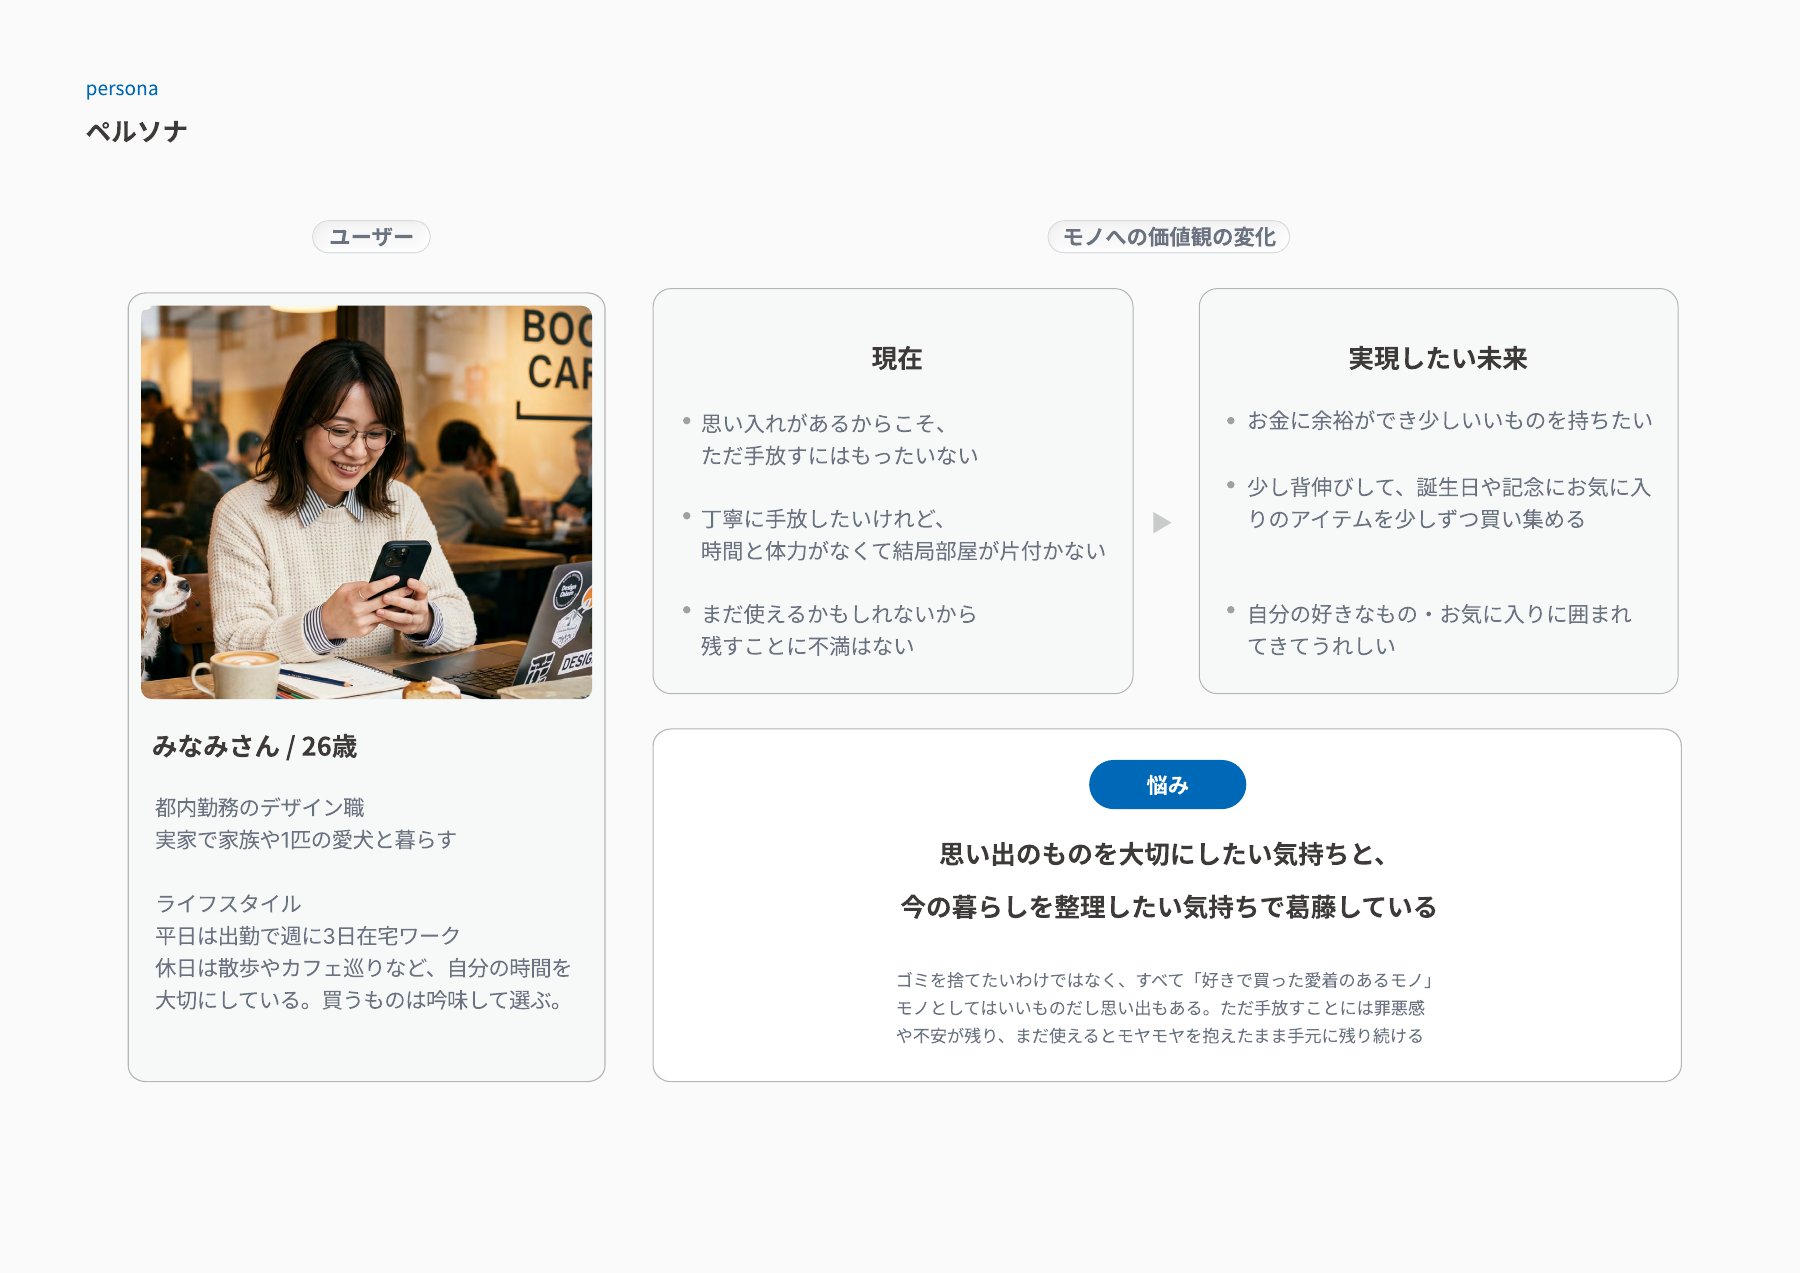 persona
ペルソナ
ユーザー
BOO
CAF
DESIG
みなみさん / 26歳
都内勤務のデザイン職
実家で家族や1匹の愛犬と暮らす
ライフスタイル
平日は出勤で週に3日在宅ワーク
休日は散歩やカフェ巡りなど、自分の時間を
大切にしている。買うものは吟味して選ぶ。
モノへの価値観の変化
現在
思い入れがあるからこそ、
ただ手放すにはもったいない
丁寧に手放したいけれど、
時間と体力がなくて結局部屋が片付かない
まだ使えるかもしれないから
残すことに不満はない
実現したい未来
お金に余裕ができ少しいいものを持ちたい
少し背伸びして、誕生日や記念にお気に入
りのアイテムを少しずつ買い集める
自分の好きなもの・お気に入りに囲まれ
てきてうれしい
悩み
思い出のものを大切にしたい気持ちと、
今の暮らしを整理したい気持ちで葛藤している
ゴミを捨てたいわけではなく、すべて「好きで買った愛着のあるモノ」
モノとしてはいいものだし思い出もある。ただ手放すことには罪悪感
や不安が残り、まだ使えるとモヤモヤを抱えたまま手元に残り続ける